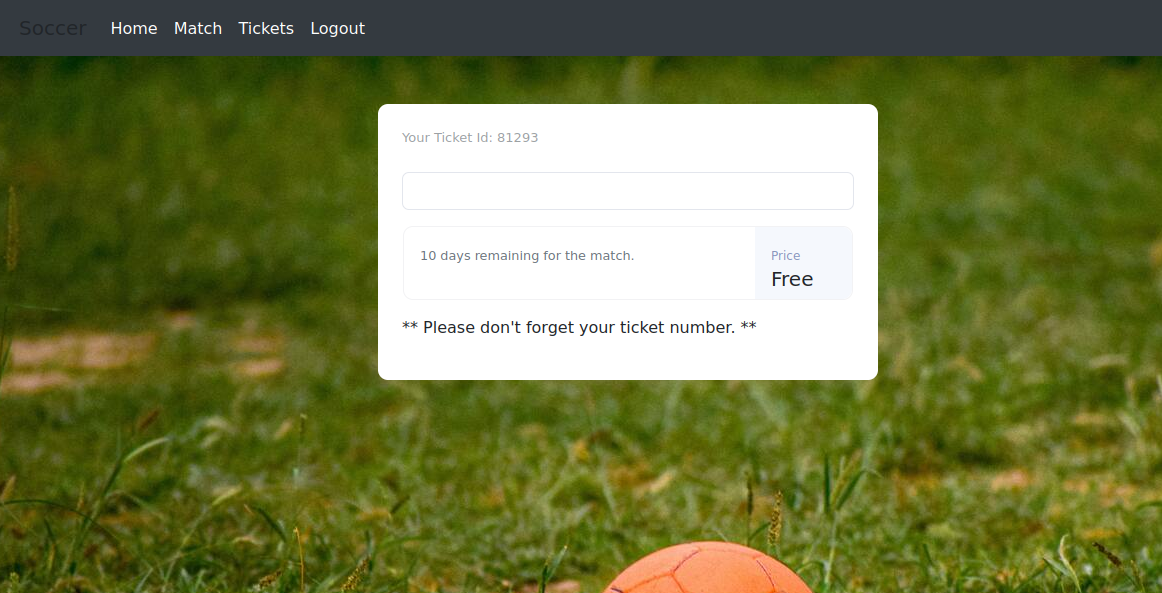 Soccer Home Match Tickets Logout
Your Ticket Id: 81293
10 days remaining for the match.
Price
Free
** Please don't forget your ticket number. **